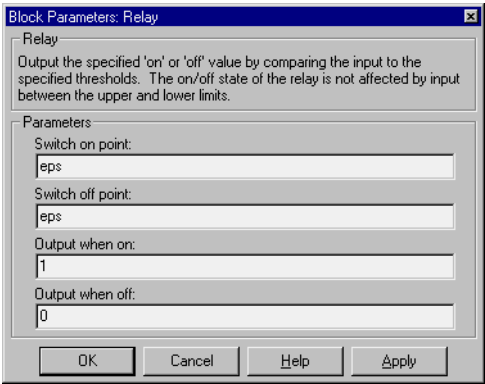 Block Parameters: Relay
Relay
Output the specified 'on' or 'off' value by comparing the input to the
specified thresholds.  The on/off state of the relay is not affected by input
between the upper and lower limits.
Parameters
Switch on point:
eps
Switch off point:
eps
Output when on:
1
Output when off:
0
OK Cancel Help Apply